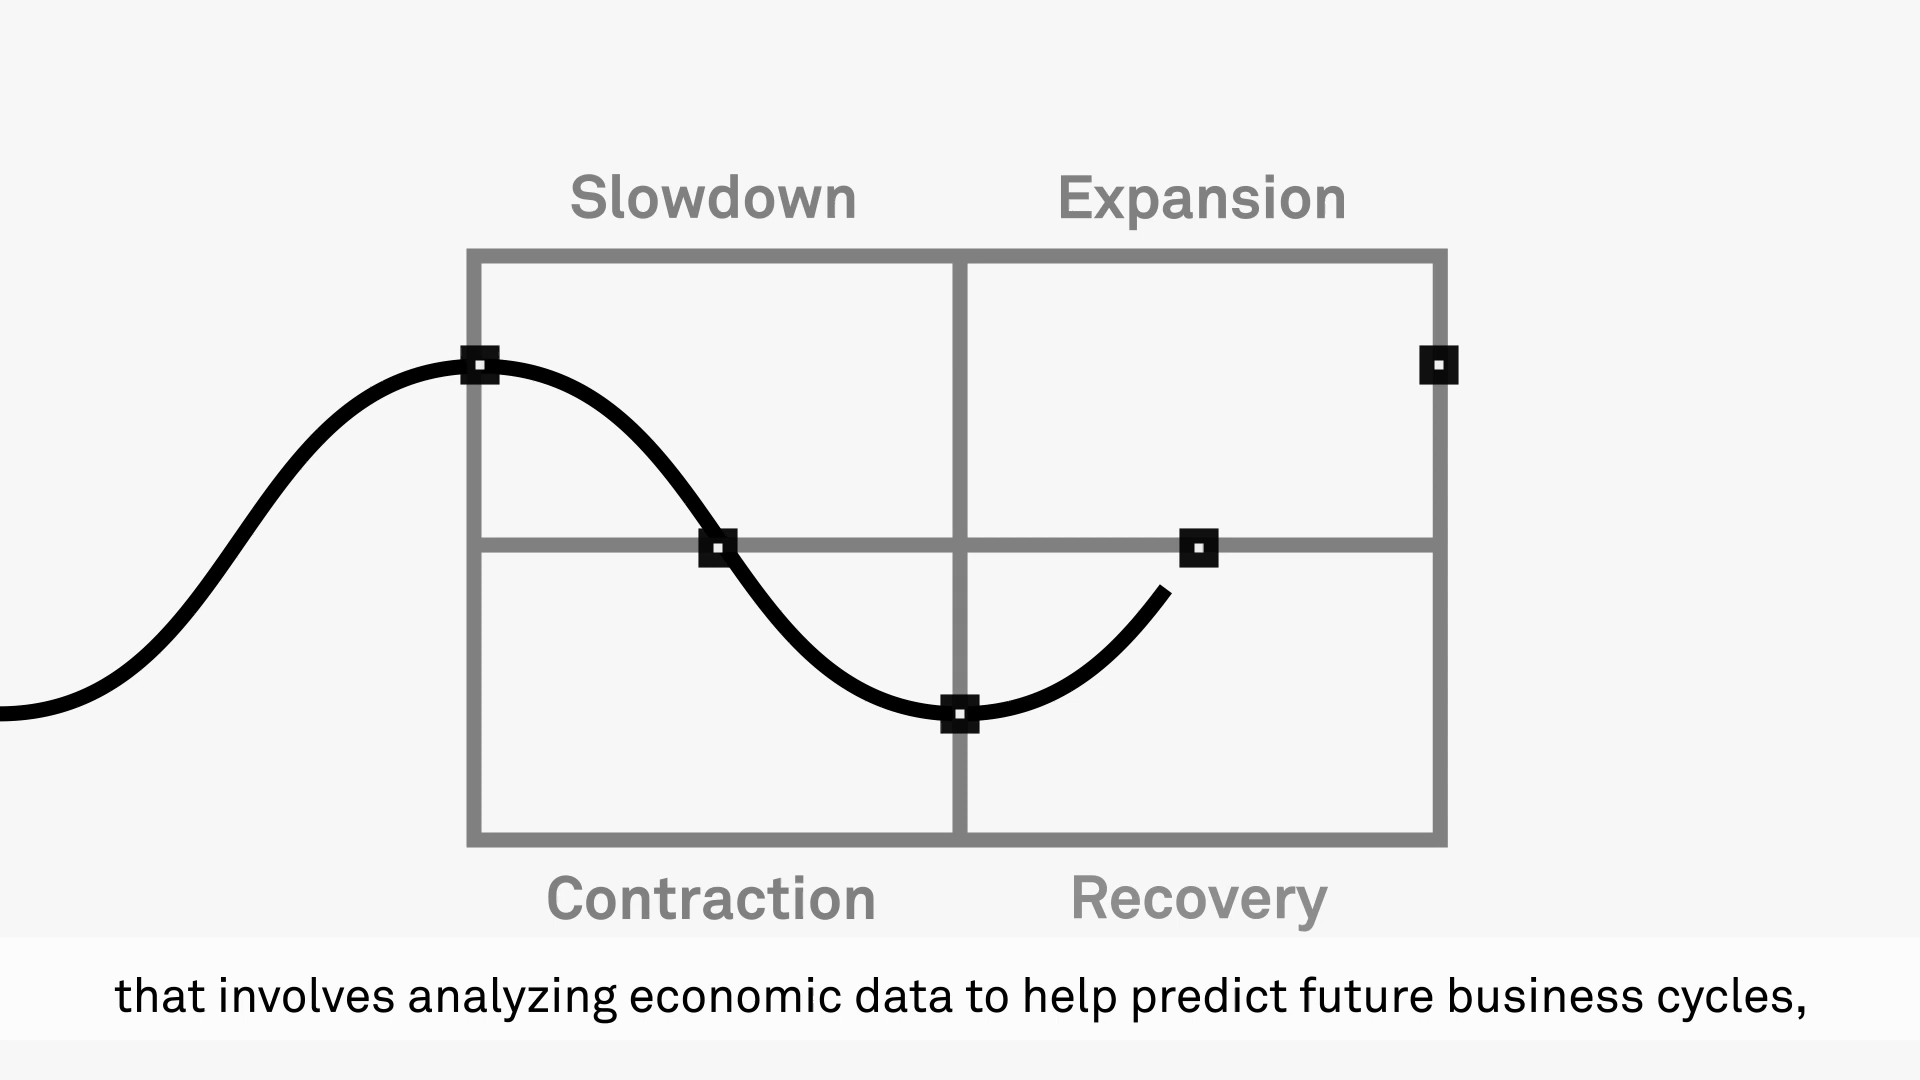 Slowdown
Expansion
Contraction
Recovery
that involves analyzing economic data to help predict future business cycles,